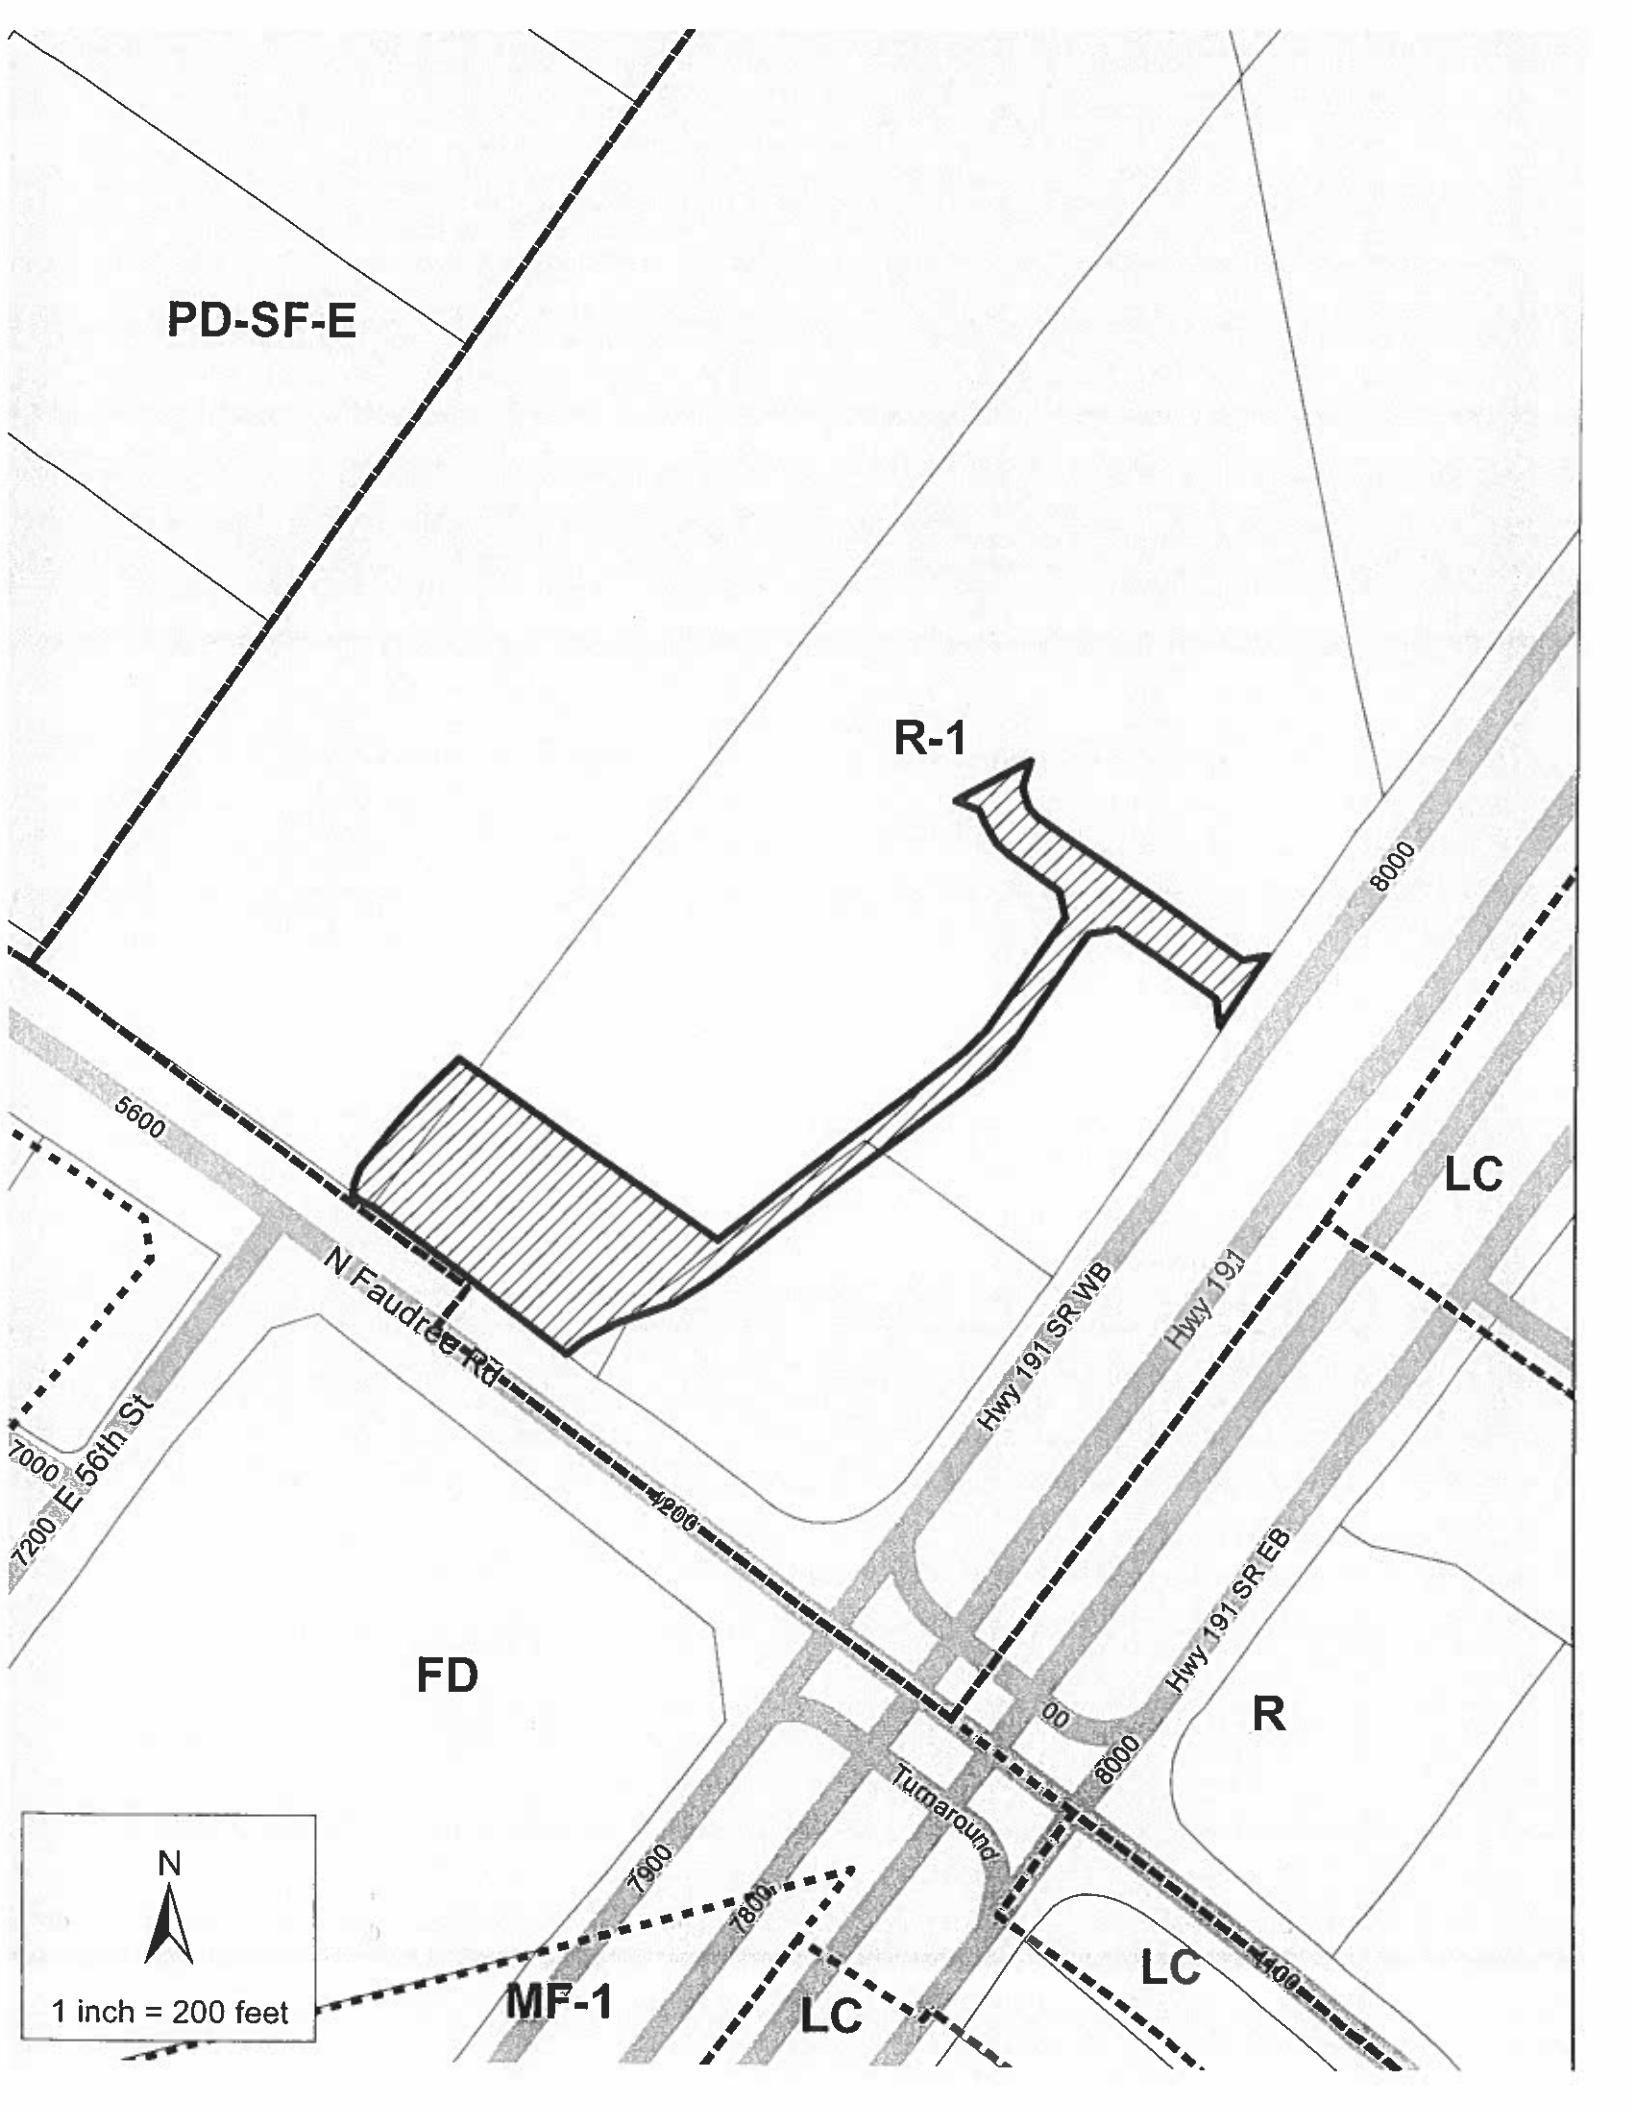 PD-SF-E
R-1
8000
5600
LC
N Faudree Rd
Hwy 191 SR WB
Hwy 191
E 56th St
7000
7200
4200
Hwy 191 SR EB
FD
R
00
8000
Turnaround
7900
7800
N
1 inch = 200 feet
MF-1
LC
LC
4100